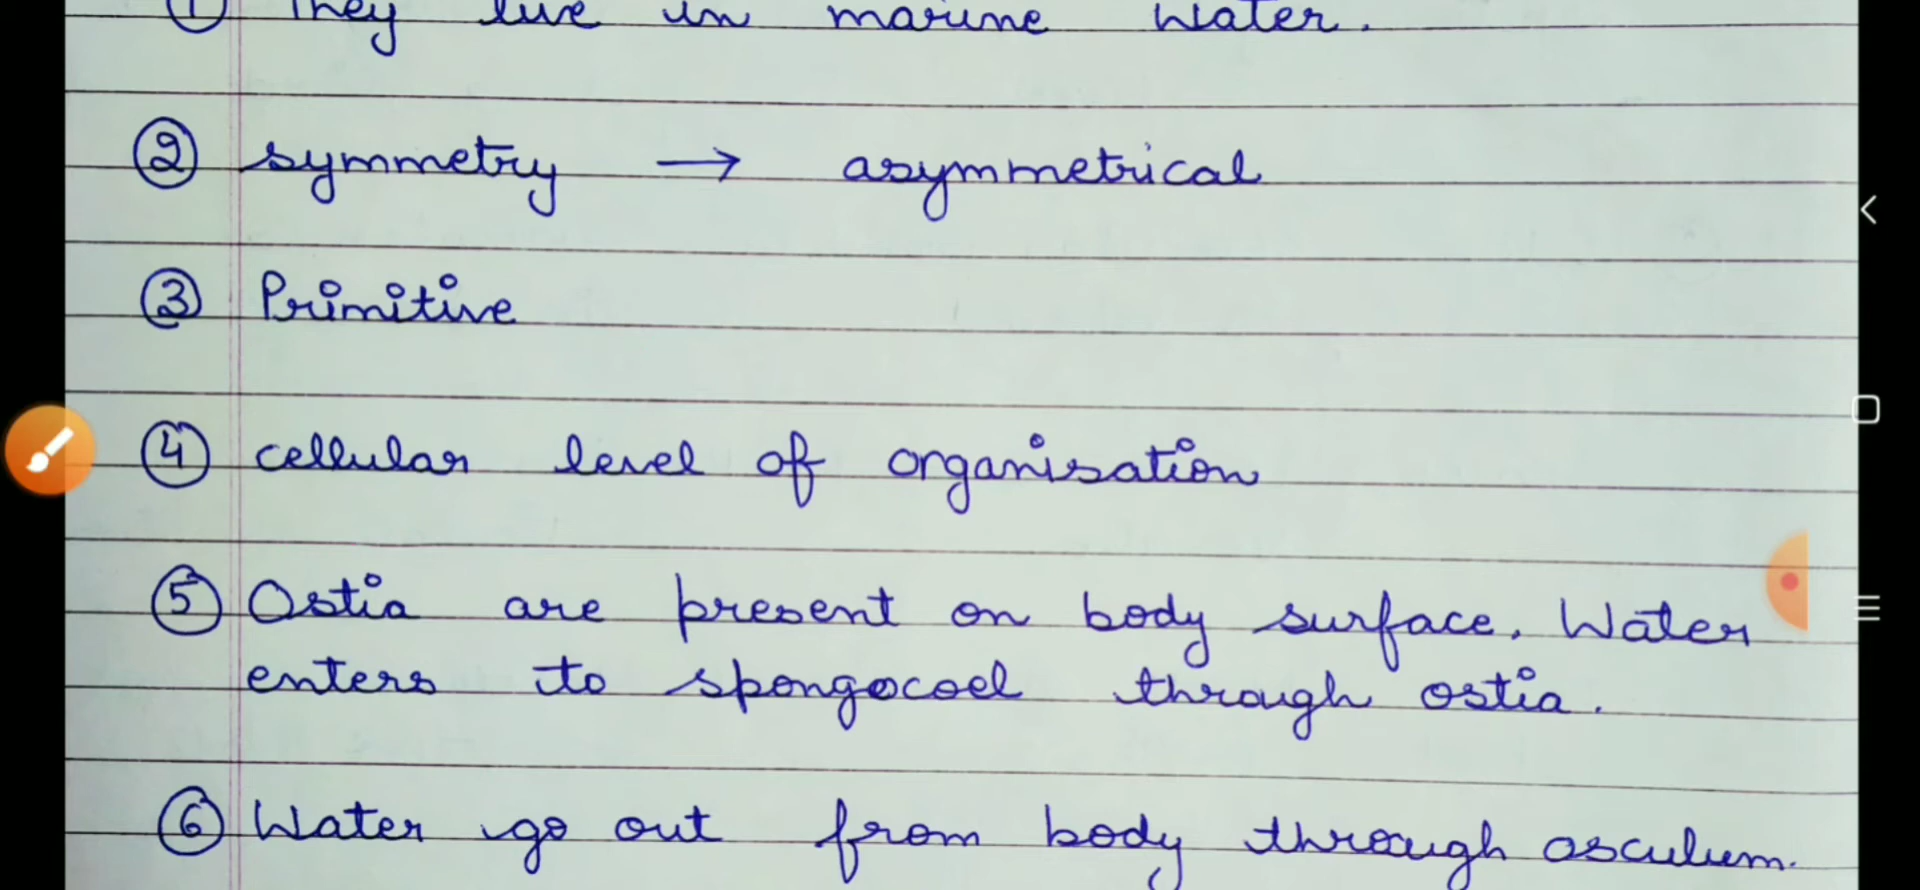 ① They live in marine water.
② symmetry → asymmetrical
③ Primitive
④ cellular level of organisation
⑤ Ostia are present on body surface. Water
enters to spongocoel through ostia.
⑥ Water go out from body through osculum.